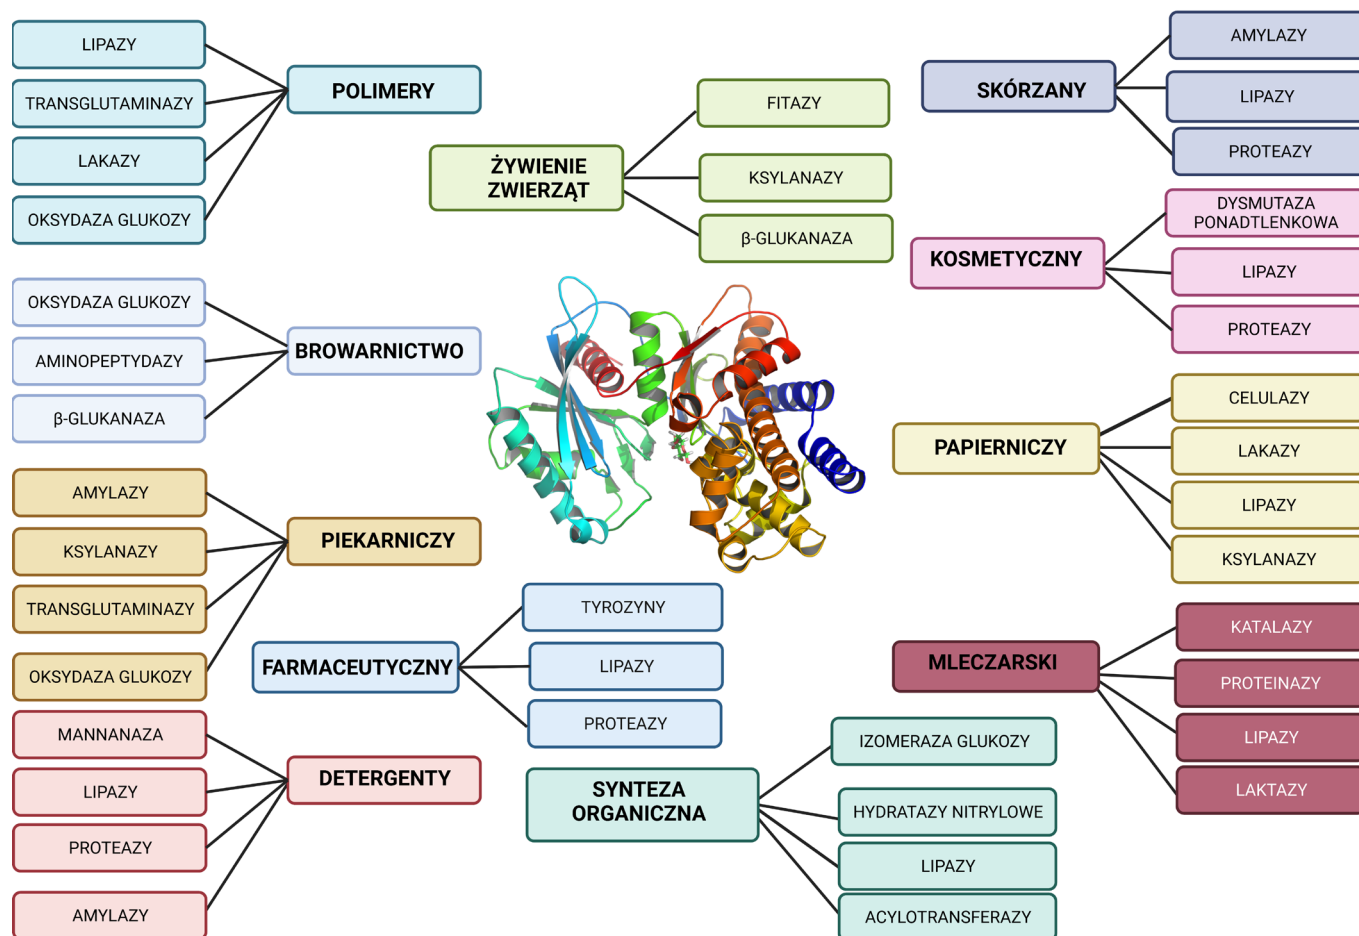 POLIMERY
LIPAZY
TRANSGLUTAMINAZY
LAKAZY
OKSYDAZA GLUKOZY
ŻYWIENIE
ZWIERZĄT
FITAZY
KSYLANAZY
β-GLUKANAZA
SKÓRZANY
AMYLAZY
LIPAZY
PROTEAZY
KOSMETYCZNY
DYSMUTAZA
PONADTLENKOWA
LIPAZY
PROTEAZY
BROWARNICTWO
OKSYDAZA GLUKOZY
AMINOPEPTYDAZY
β-GLUKANAZA
PAPIERNICZY
CELULAZY
LAKAZY
LIPAZY
KSYLANAZY
PIEKARNICZY
AMYLAZY
KSYLANAZY
TRANSGLUTAMINAZY
OKSYDAZA GLUKOZY
FARMACEUTYCZNY
TYROZYNY
LIPAZY
PROTEAZY
MLECZARSKI
KATALAZY
PROTEINAZY
LIPAZY
LAKTAZY
DETERGENTY
MANNANAZA
LIPAZY
PROTEAZY
AMYLAZY
SYNTEZA
ORGANICZNA
IZOMERAZA GLUKOZY
HYDRATAZY NITRYLOWE
LIPAZY
ACYLOTRANSFERAZY